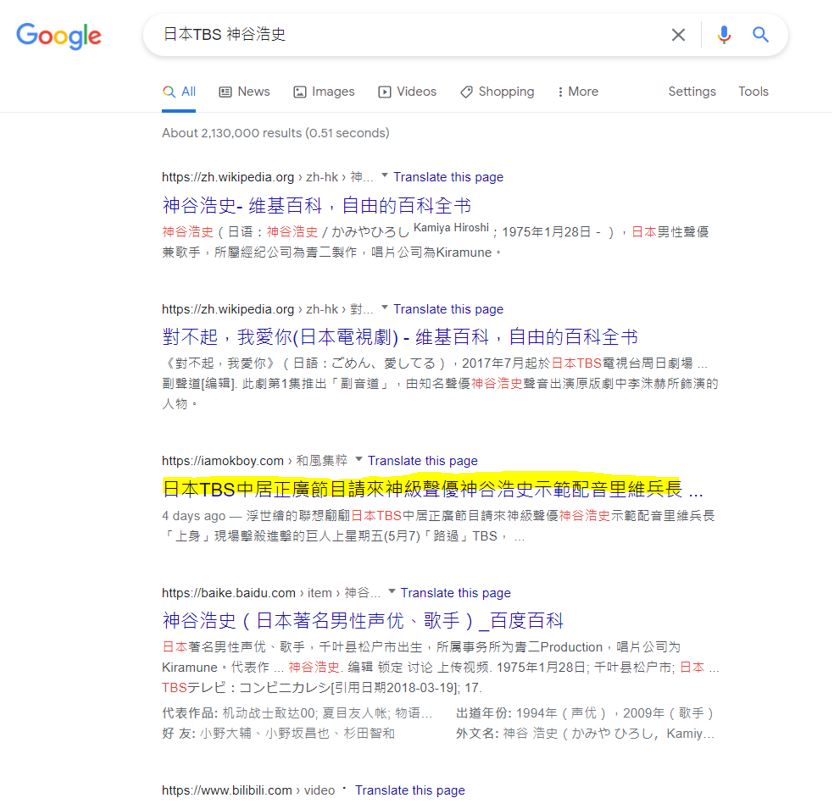 Google
日本TBS 神谷浩史
All News Images Videos Shopping More Settings Tools
About 2,130,000 results (0.51 seconds)
https://zh.wikipedia.org › zh-hk › 神... Translate this page
神谷浩史- 维基百科，自由的百科全书
神谷浩史（日语：神谷浩史 / かみやひろし Kamiya Hiroshi；1975年1月28日－），日本男性聲優
兼歌手，所屬經紀公司為青二製作，唱片公司為Kiramune。
https://zh.wikipedia.org › zh-hk › 對... Translate this page
對不起，我愛你(日本電視劇) - 维基百科，自由的百科全书
《對不起，我愛你》（日語：ごめん、愛してる），2017年7月起於日本TBS電視台周日劇場 ...
副聲道[编辑]. 此劇第1集推出「副音道」，由知名聲優神谷浩史聲音出演原版劇中李洙赫所飾演的
人物。
https://iamokboy.com › 和風集粹 Translate this page
日本TBS中居正廣節目請來神級聲優神谷浩史示範配音里維兵長 ...
4 days ago — 浮世繪的聯想顧顧日本TBS中居正廣節目請來神級聲優神谷浩史示範配音里維兵長
「上身」現場擊殺進擊的巨人上星期五(5月7)「路過」TBS， ...
https://baike.baidu.com › item › 神谷... Translate this page
神谷浩史（日本著名男性声优、歌手）_百度百科
日本著名男性声优、歌手，千叶县松户市出生，所属事务所为青二Production，唱片公司为
Kiramune。代表作 ... 神谷浩史. 编辑 锁定 讨论 上传视频. 1975年1月28日; 千叶县松户市; 日本 ...
TBSテレビ：コンビニカレシ[引用日期2018-03-19]; 17.
代表作品: 机动战士敢达00; 夏目友人帐; 物语... 出道年份: 1994年（声优），2009年（歌手）
好 友: 小野大辅、小野坂昌也、杉田智和 外文名: 神谷 浩史（かみや ひろし，Kamiy...
https://www.bilibili.com › video · Translate this page